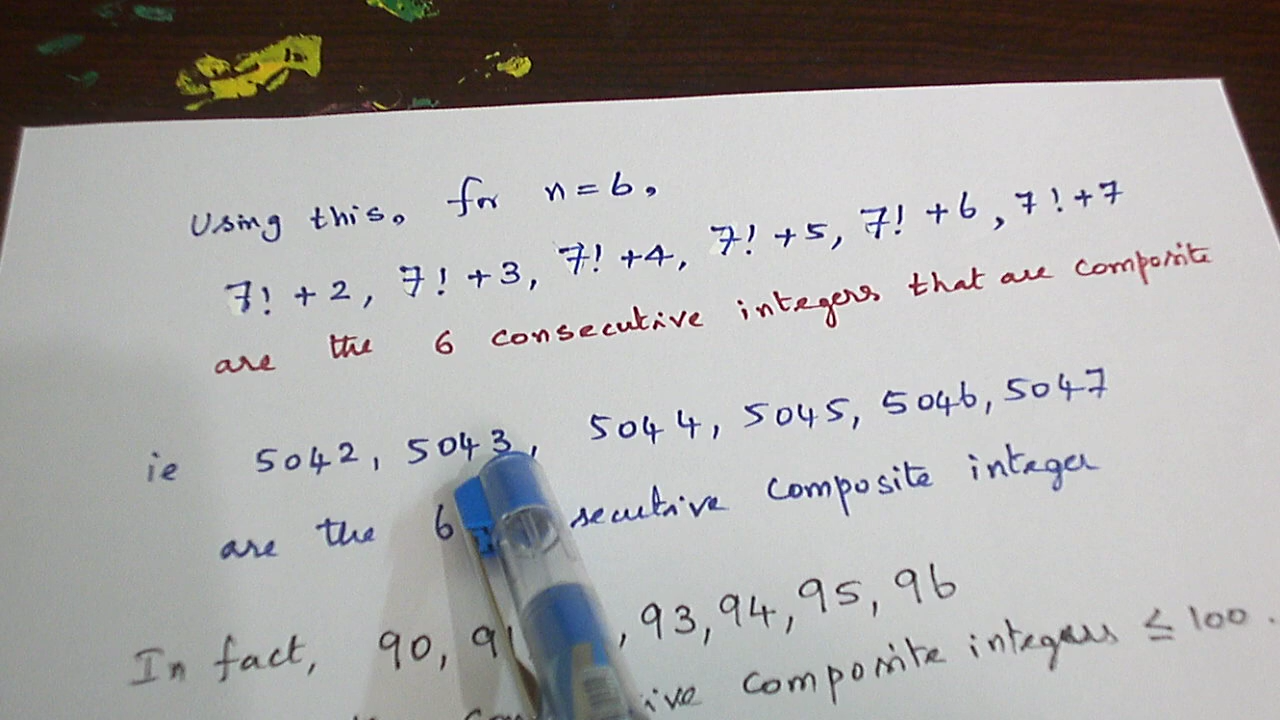 Using this, for n=6,
7! + 2, 7! + 3, 7! + 4, 7! + 5, 7! + 6, 7! + 7
are the 6 consecutive integers that are composite
ie 5042, 5043, 5044, 5045, 5046, 5047
are the 6 secutive composite integer
In fact, 90, 91 , 93, 94, 95, 96
ive composite integers ≤ 100.